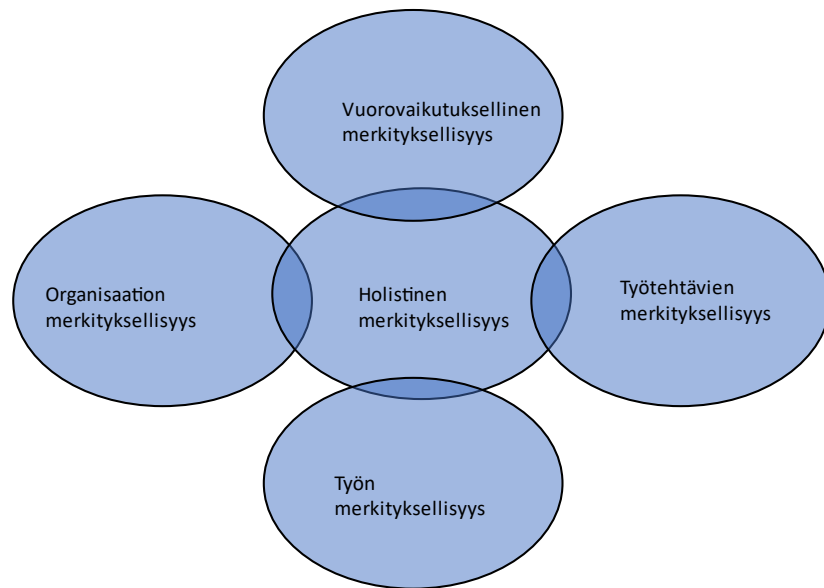 Vuorovaikutuksellinen
merkityksellisyys
Organisaation
merkityksellisyys
Holistinen
merkityksellisyys
Työtehtävien
merkityksellisyys
Työn
merkityksellisyys